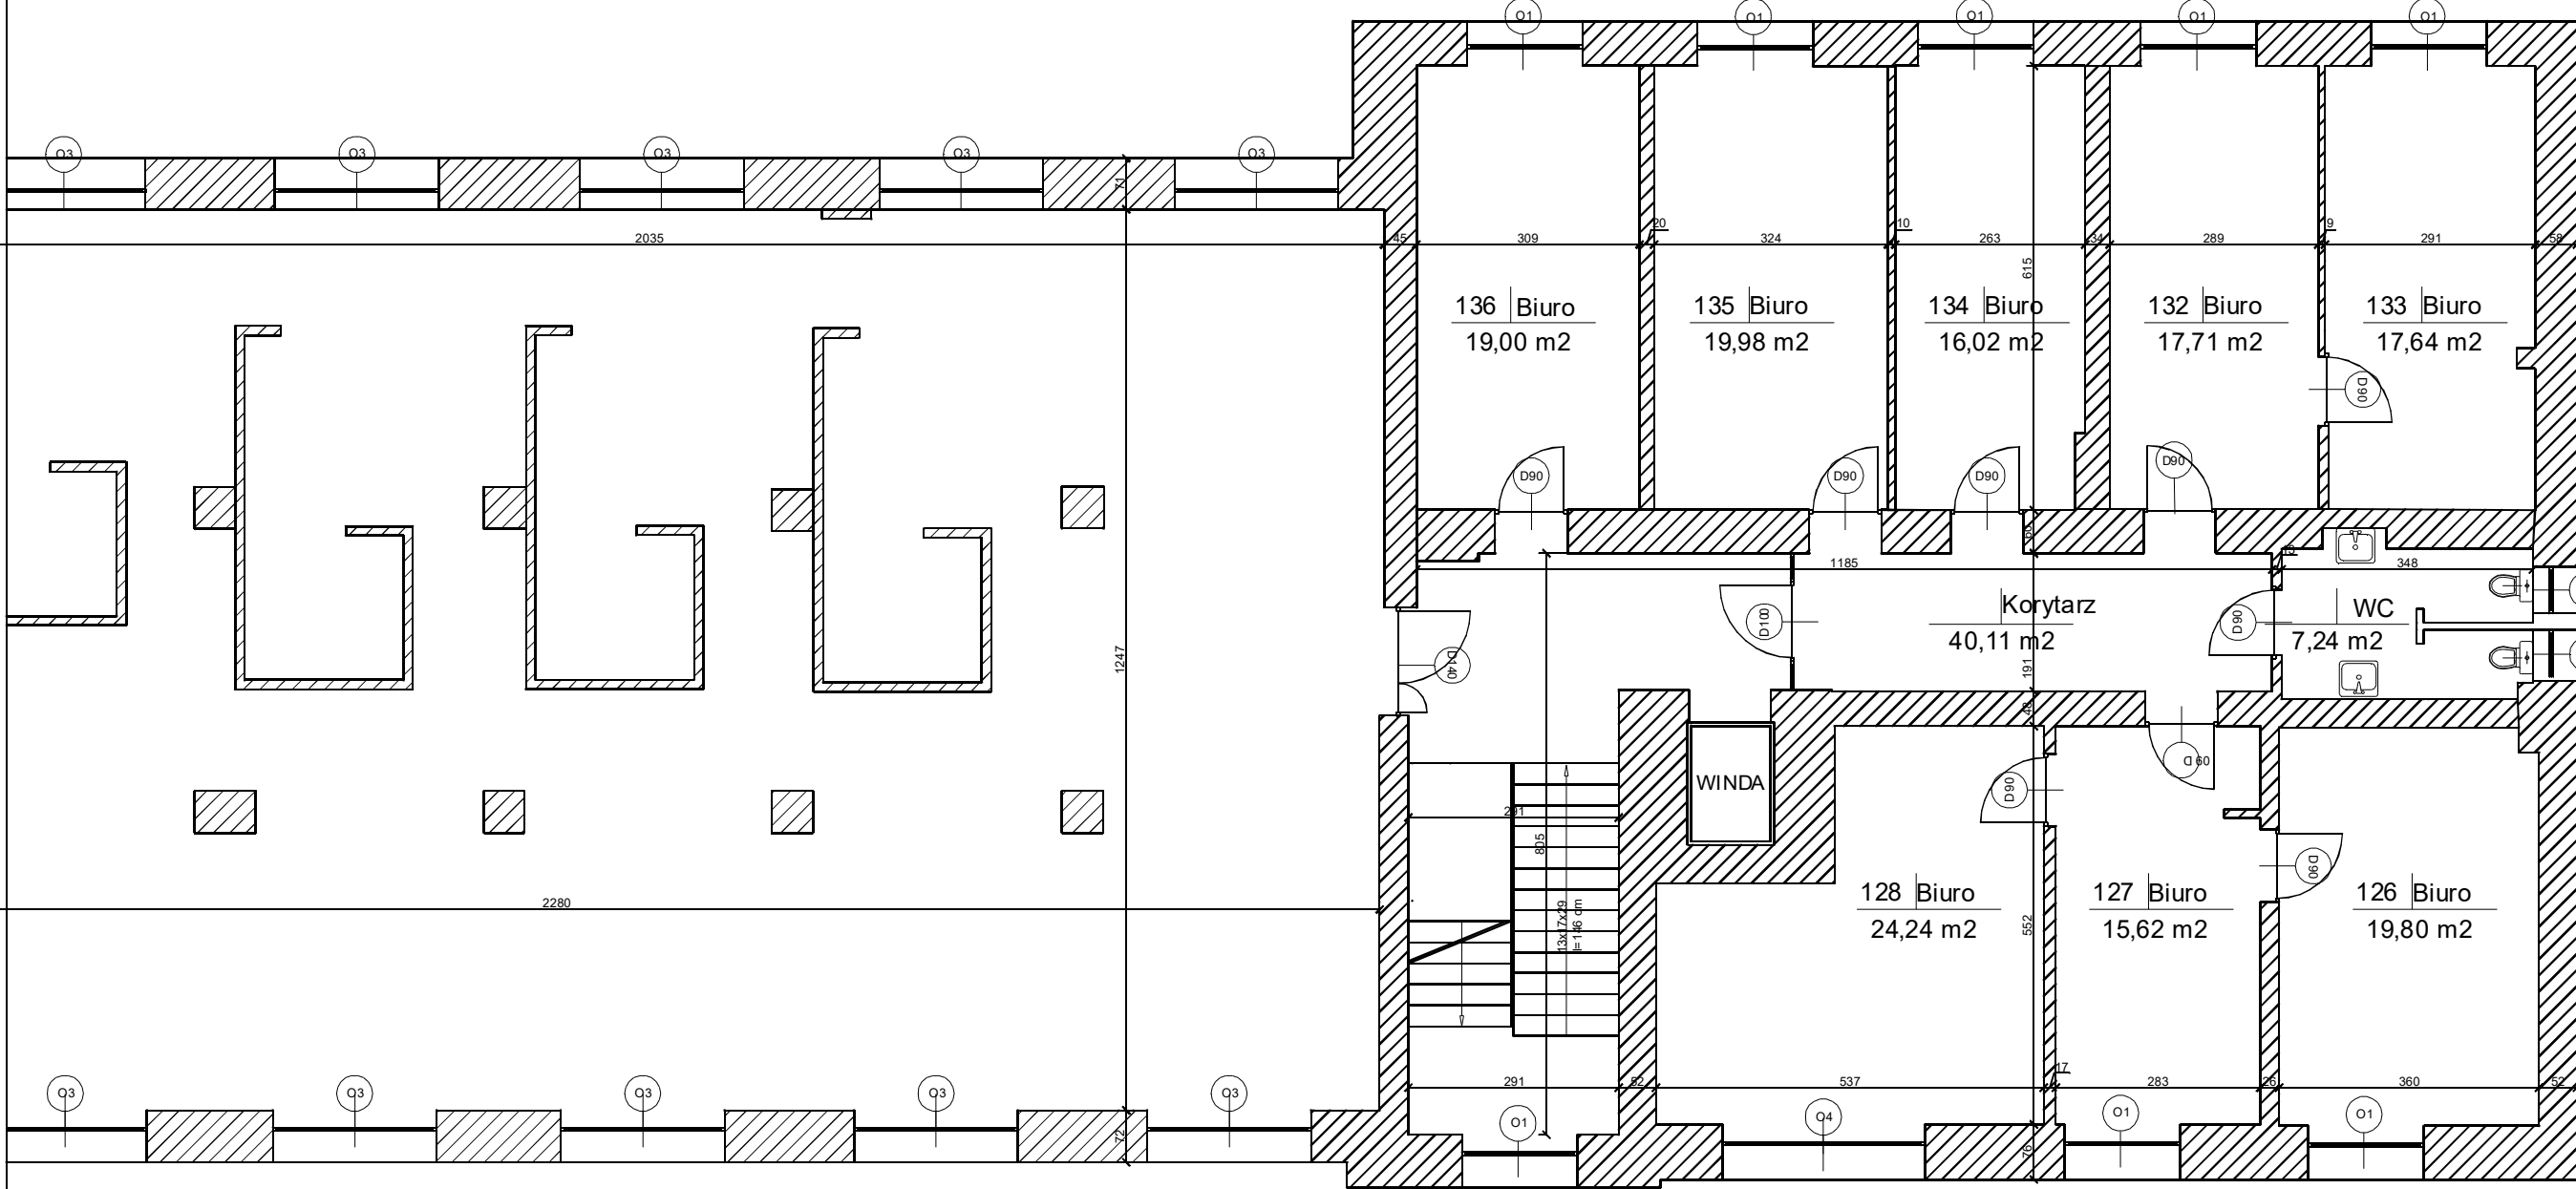 O1 O1 O1 O1 O1
O3 O3 O3 O3 O3
71
2035 45 309 20 324 10 263 34 289 9 291 58
615
136 Biuro
19,00 m2
135 Biuro
19,98 m2
134 Biuro
16,02 m2
132 Biuro
17,71 m2
133 Biuro
17,64 m2
D90
D90 D90 D90 D90
1185 13 348
D100
Korytarz
40,11 m2
D90
WC
7,24 m2
D140
1247
191
48
WINDA
291
805
D90
D 60
D90
2280
13x17x29
l=146 cm
128 Biuro
24,24 m2
127 Biuro
15,62 m2
126 Biuro
19,80 m2
552
291 52 537 17 283 26 360 52
O3 O3 O3 O3 O3
O1 O4 O1 O1
72
76